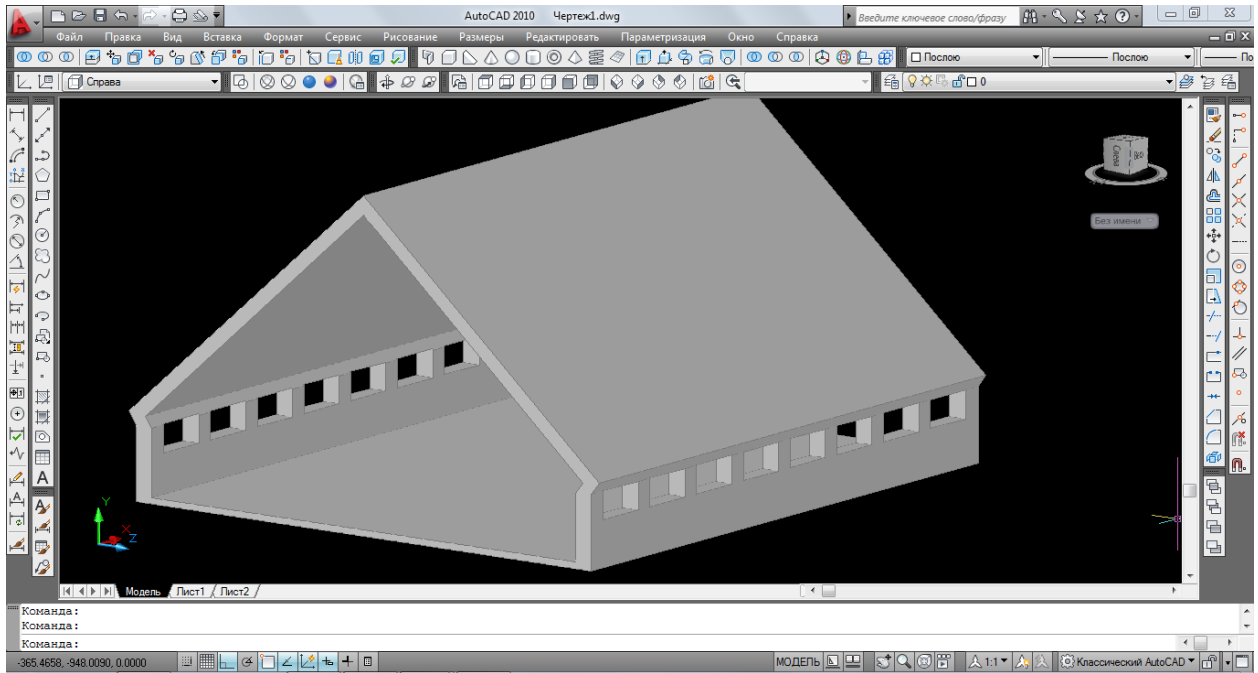 AutoCAD 2010 Чертеж1.dwg
Введите ключевое слово/фразу
Файл Правка Вид Вставка Формат Сервис Рисование Размеры Редактировать Параметризация Окно Справка
Послою
Послою
По
Справа
0
Слева
Без имени
Y
X
Z
A
Модель Лист1 Лист2
Команда:
Команда:
Команда:
-365.4658, -948.0090, 0.0000
МОДЕЛЬ
1:1
Классический AutoCAD